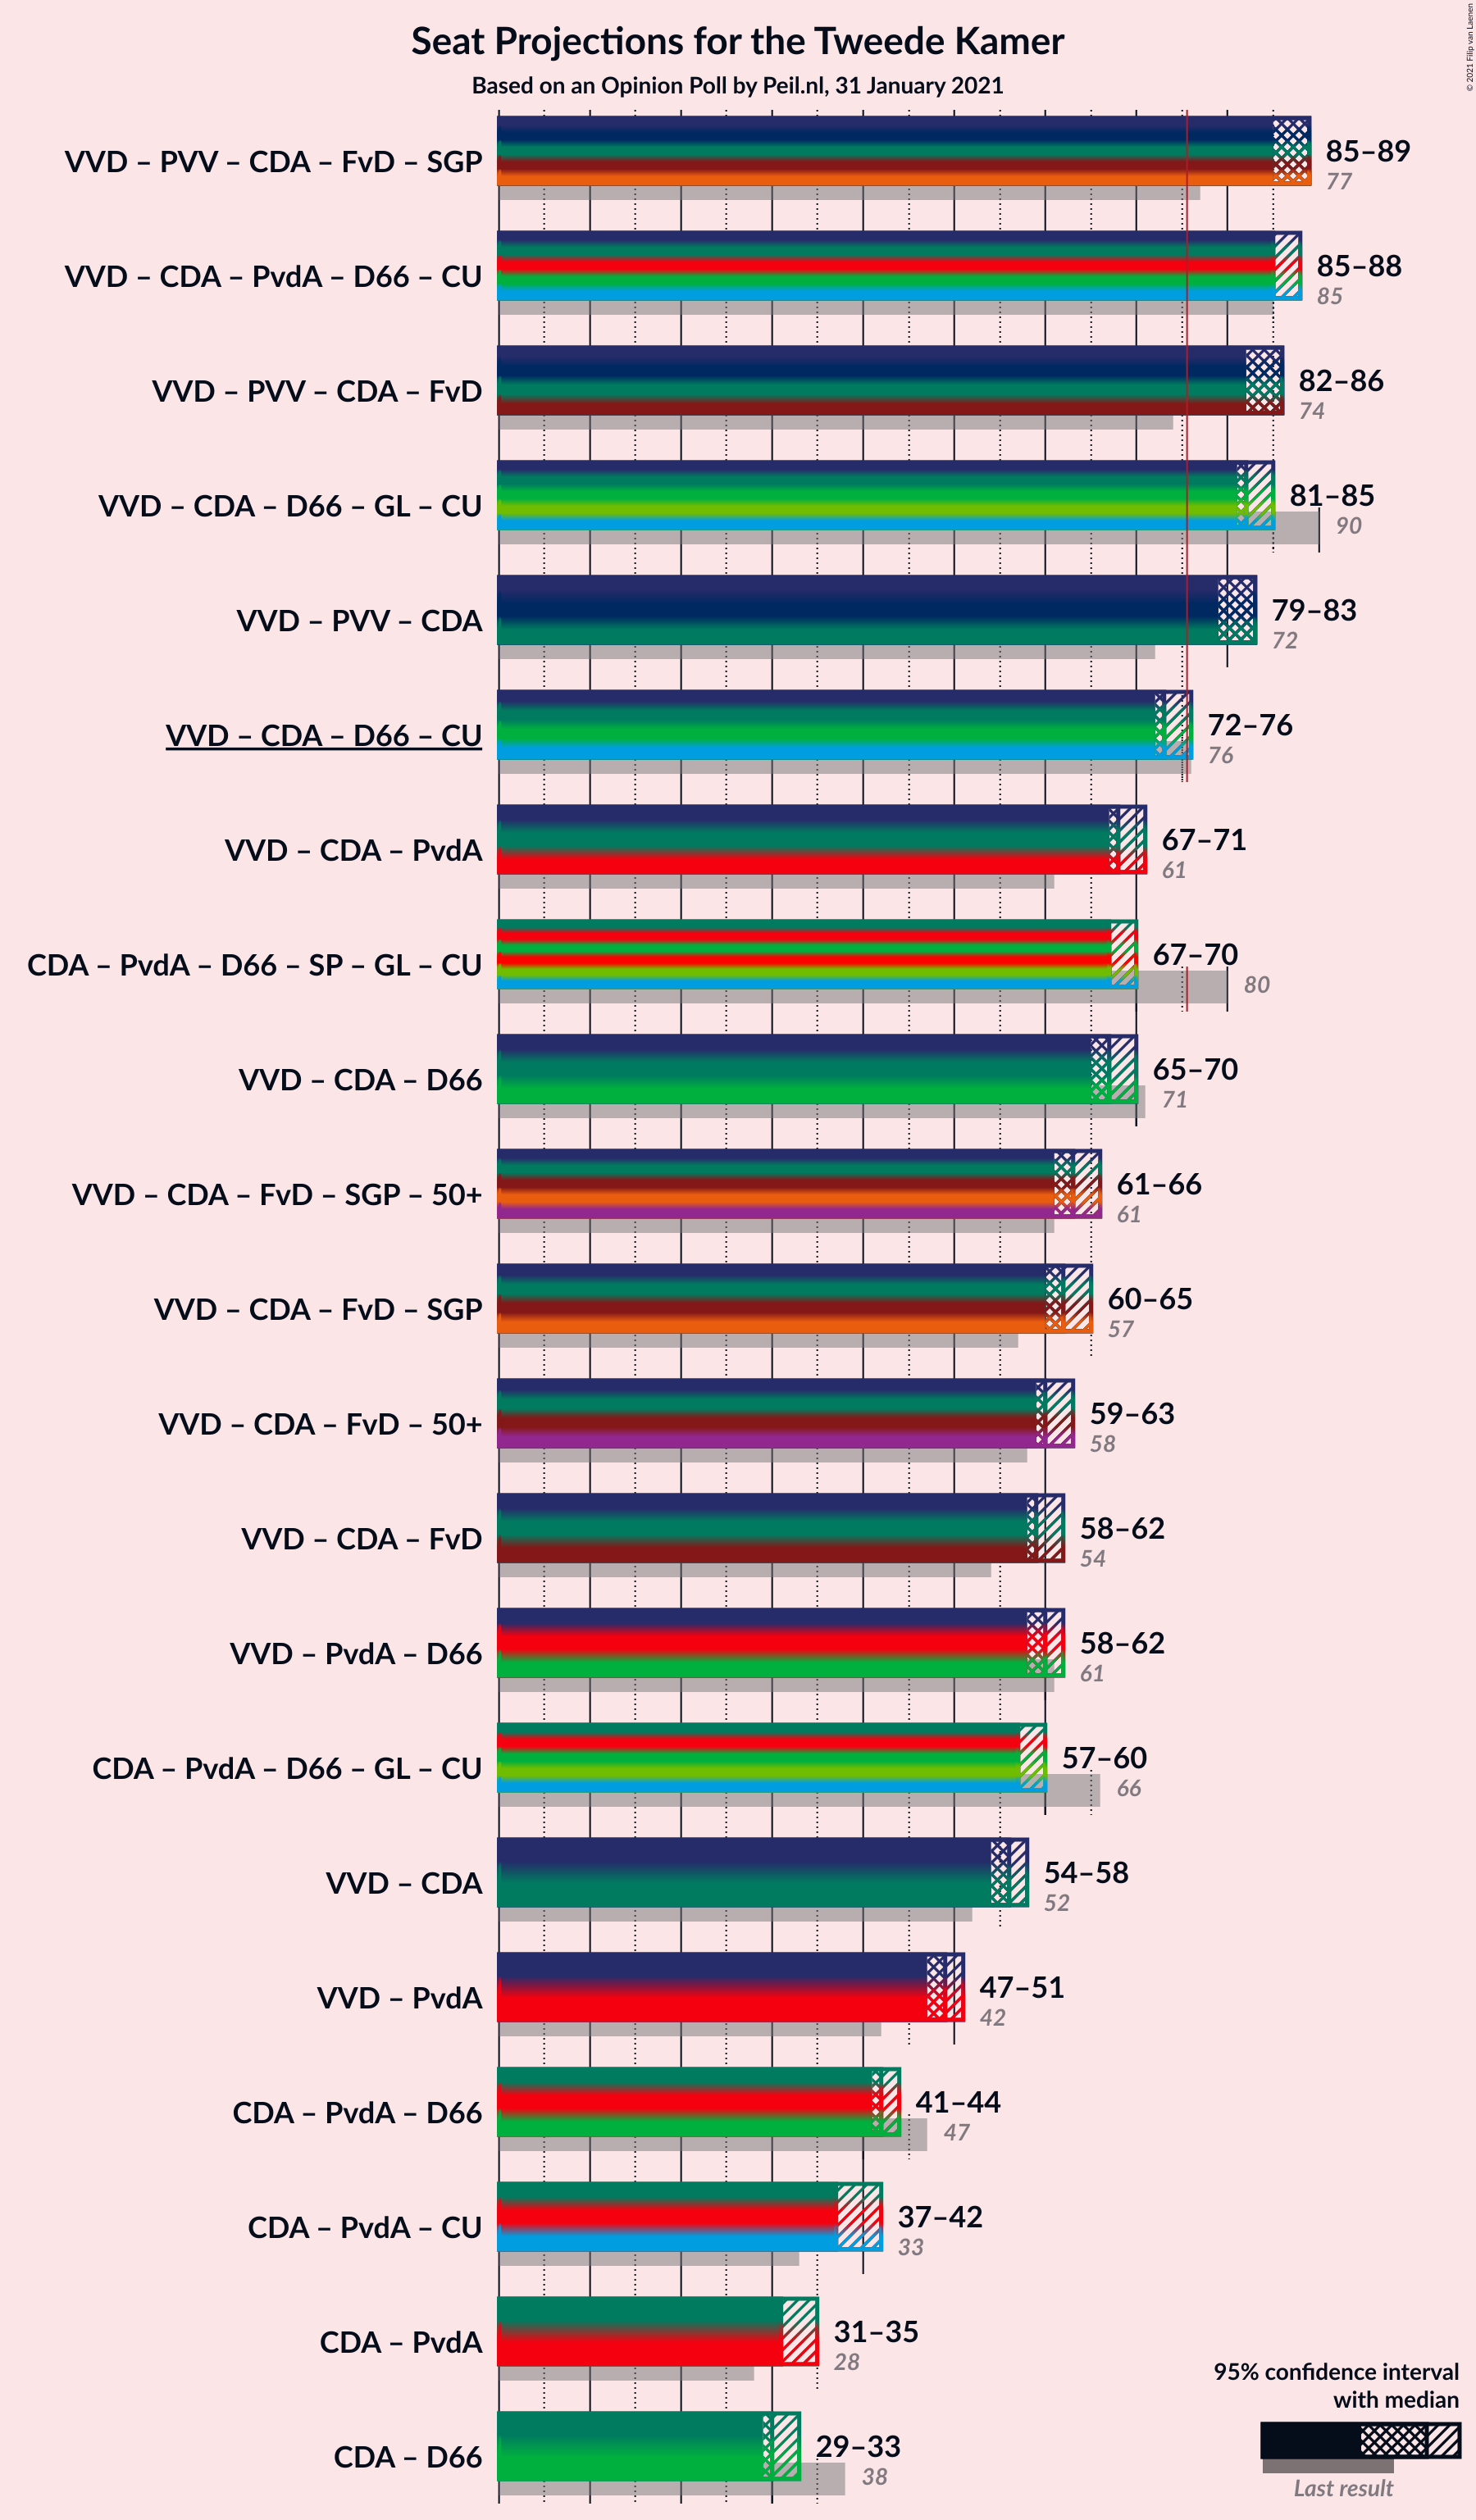 Seat Projections for the Tweede Kamer
Based on an Opinion Poll by Peil.nl, 31 January 2021
© 2021 Filip van Laenen
VVD – PVV – CDA – FvD – SGP
85–89
77
VVD – CDA – PvdA – D66 – CU
85–88
85
VVD – PVV – CDA – FvD
82–86
74
VVD – CDA – D66 – GL – CU
81–85
90
VVD – PVV – CDA
79–83
72
VVD – CDA – D66 – CU
72–76
76
VVD – CDA – PvdA
67–71
61
CDA – PvdA – D66 – SP – GL – CU
67–70
80
VVD – CDA – D66
65–70
71
VVD – CDA – FvD – SGP – 50+
61–66
61
VVD – CDA – FvD – SGP
60–65
57
VVD – CDA – FvD – 50+
59–63
58
VVD – CDA – FvD
58–62
54
VVD – PvdA – D66
58–62
61
CDA – PvdA – D66 – GL – CU
57–60
66
VVD – CDA
54–58
52
VVD – PvdA
47–51
42
CDA – PvdA – D66
41–44
47
CDA – PvdA – CU
37–42
33
CDA – PvdA
31–35
28
CDA – D66
29–33
38
95% confidence interval
with median
Last result